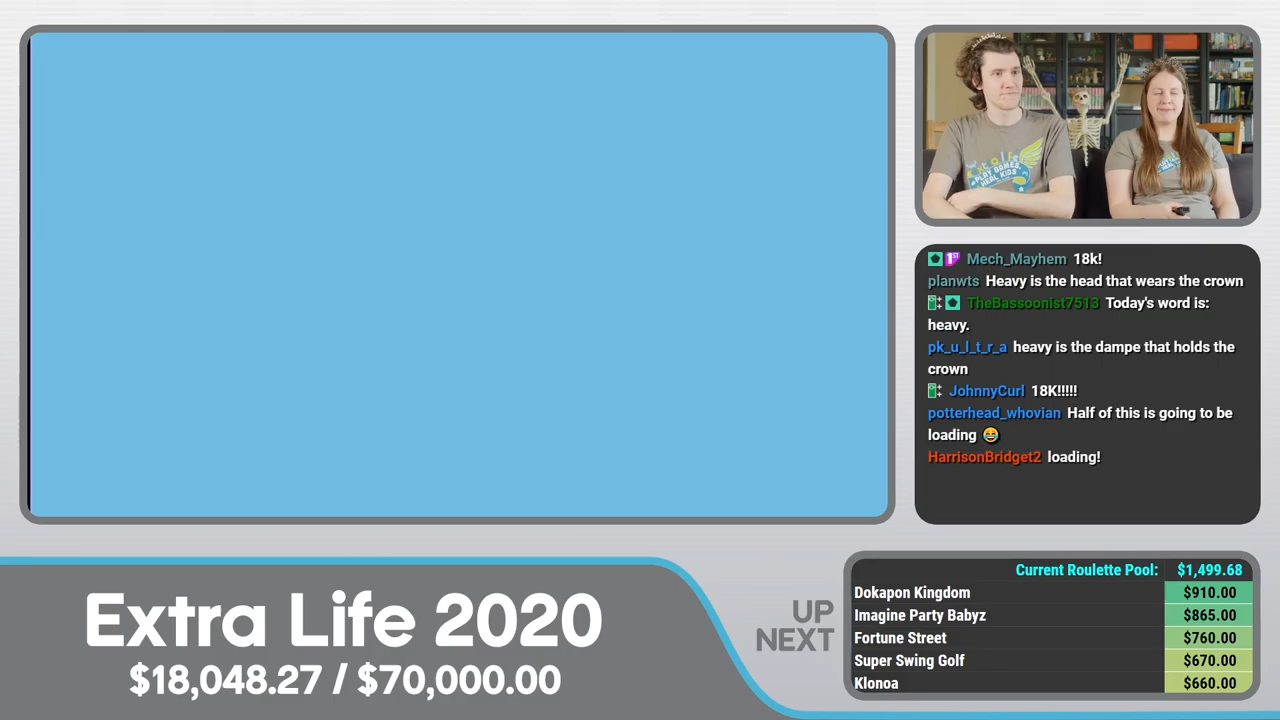 PLAY GAMES,
HEAL KIDS
Mech_Mayhem 18k!
planwts Heavy is the head that wears the crown
TheBassoonist7513 Today's word is:
heavy.
pk_u_l_t_r_a heavy is the dampe that holds the
crown
JohnnyCurl 18K!!!!!
potterhead_whovian Half of this is going to be
loading 😂
HarrisonBridget2 loading!
Extra Life 2020
$18,048.27 / $70,000.00
UP
NEXT
Current Roulette Pool: $1,499.68
Dokapon Kingdom $910.00
Imagine Party Babyz $865.00
Fortune Street $760.00
Super Swing Golf $670.00
Klonoa $660.00